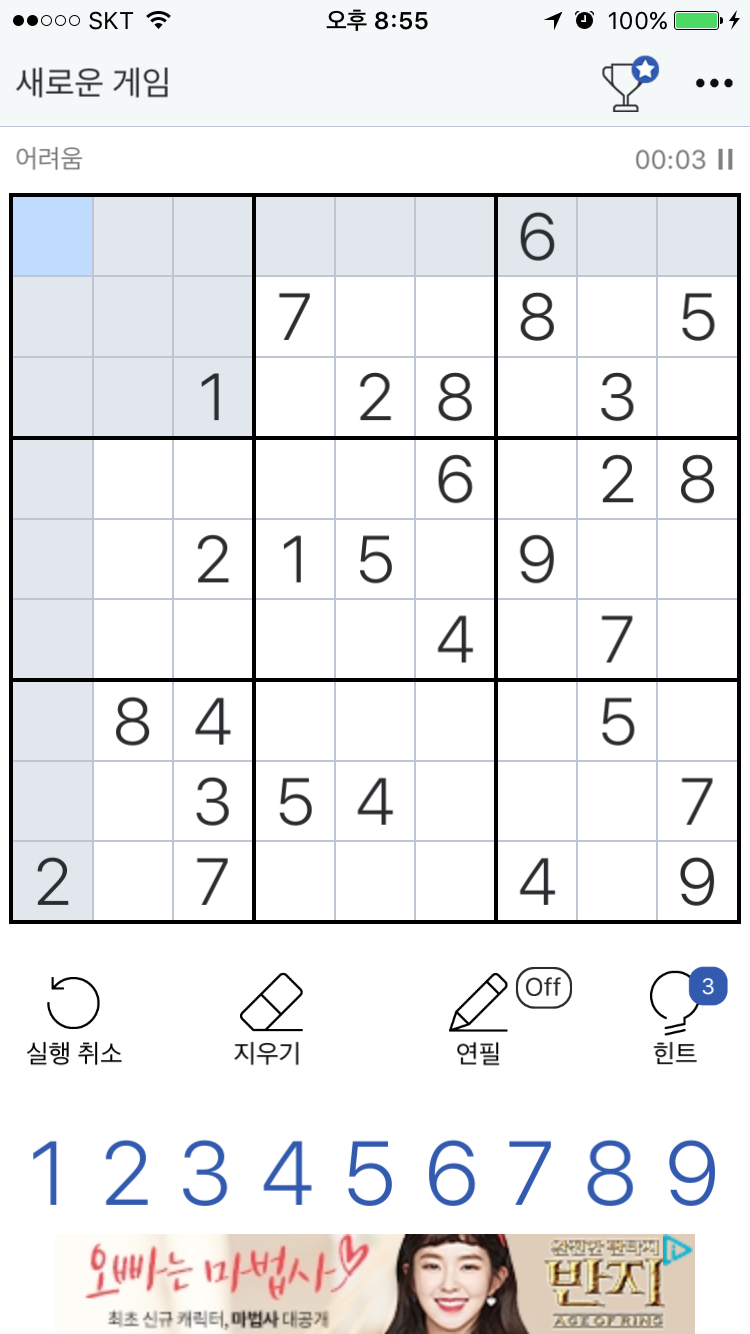 SKT 오후 8:55 100%
새로운 게임
어려움 00:03
6
7 8 5
1 2 8 3
6 2 8
2 1 5 9
4 7
8 4 5
3 5 4 7
2 7 4 9
Off 3
실행 취소 지우기 연필 힌트
1 2 3 4 5 6 7 8 9
오빠는 마법사
최초 신규 캐릭터, 마법사 대공개
반지
AGE OF RING